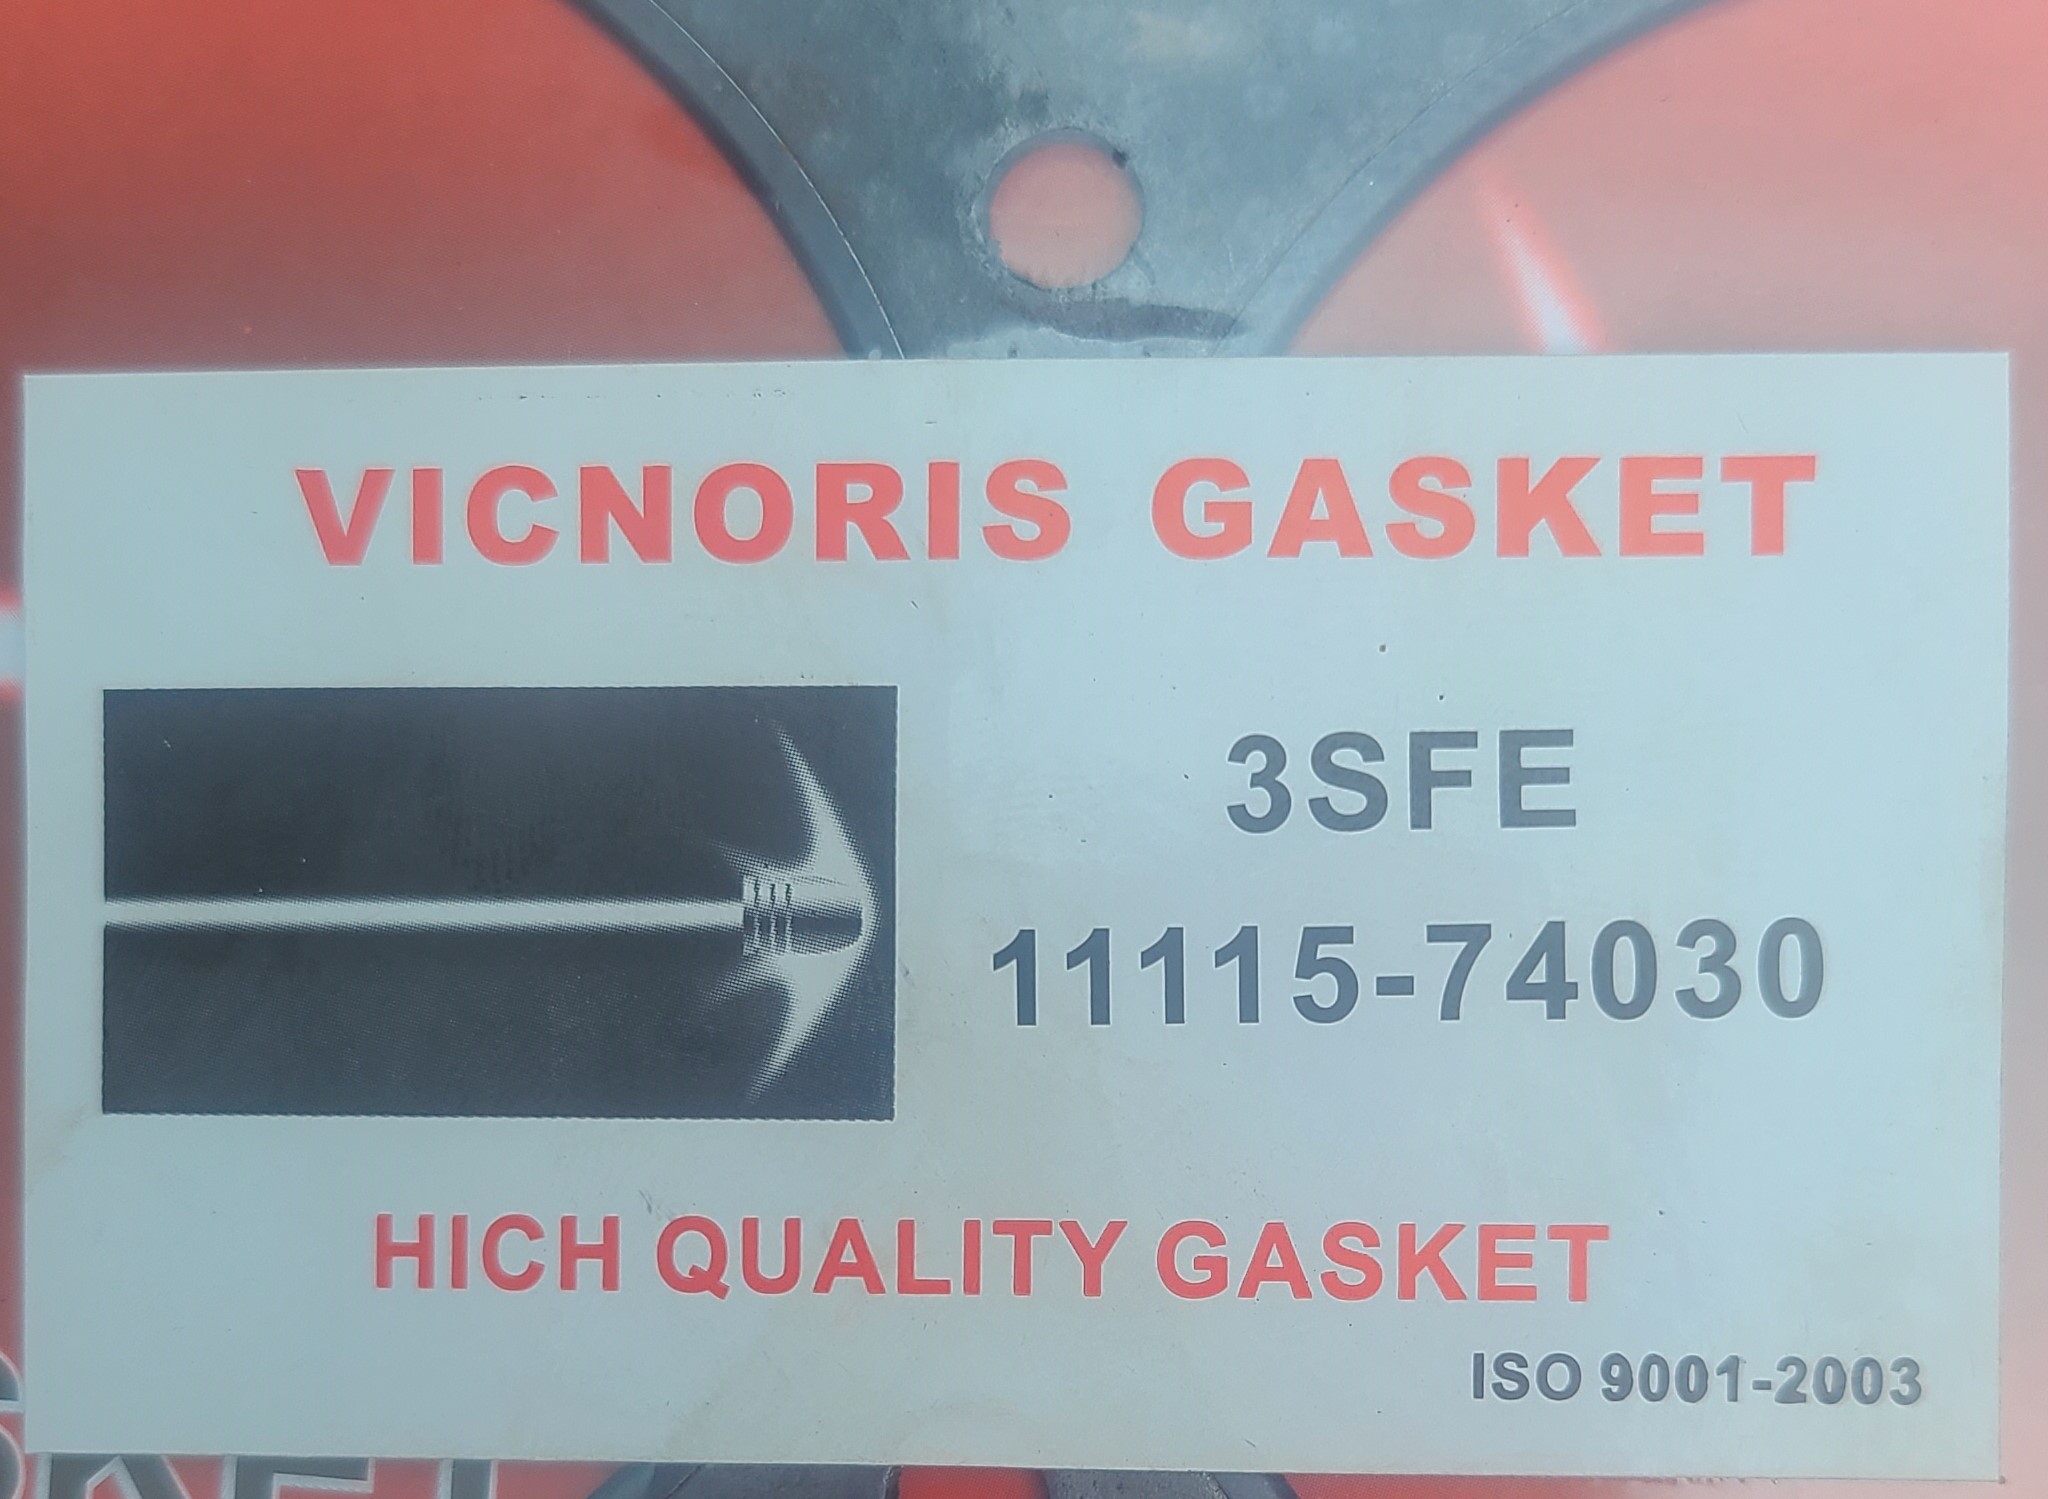 VICNORIS GASKET
3SFE
11115-74030
HICH QUALITY GASKET
ISO 9001-2003